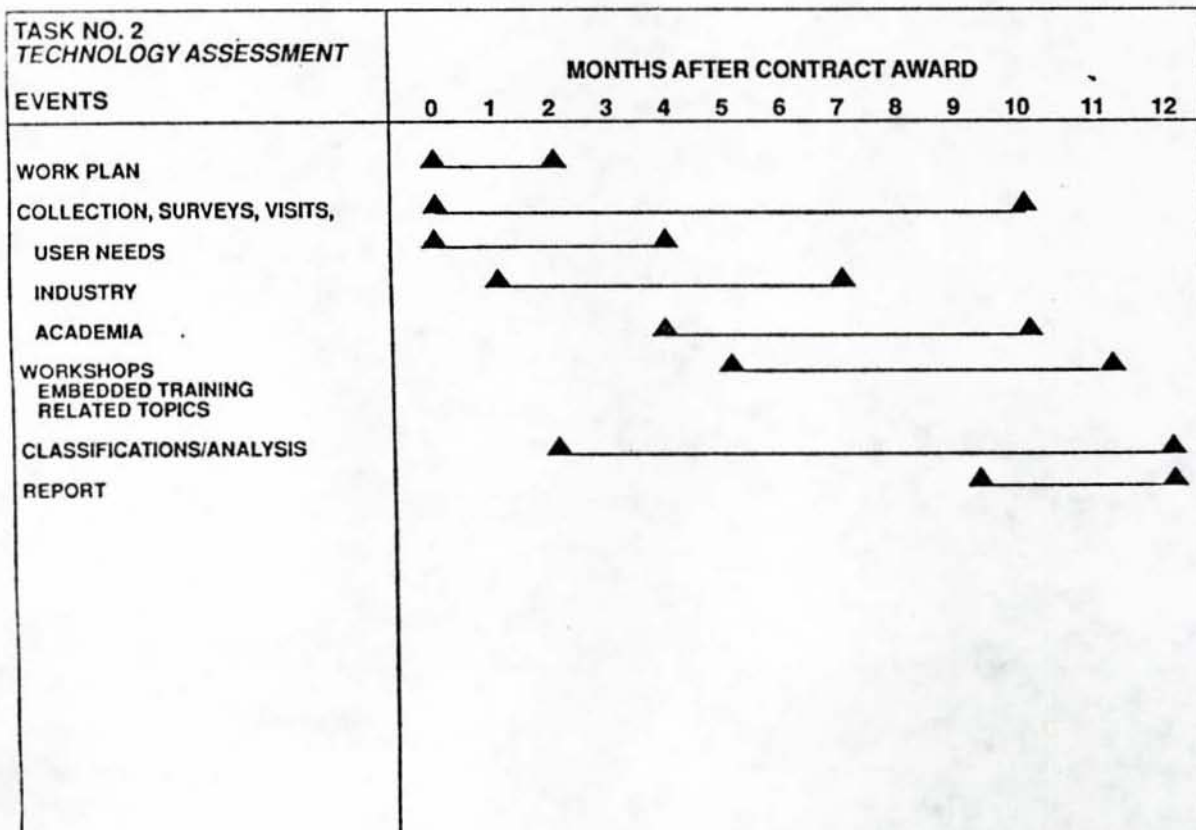 TASK NO. 2
TECHNOLOGY ASSESSMENT
MONTHS AFTER CONTRACT AWARD
EVENTS
0 1 2 3 4 5 6 7 8 9 10 11 12
WORK PLAN
COLLECTION, SURVEYS, VISITS,
USER NEEDS
INDUSTRY
ACADEMIA
WORKSHOPS
EMBEDDED TRAINING
RELATED TOPICS
CLASSIFICATIONS/ANALYSIS
REPORT